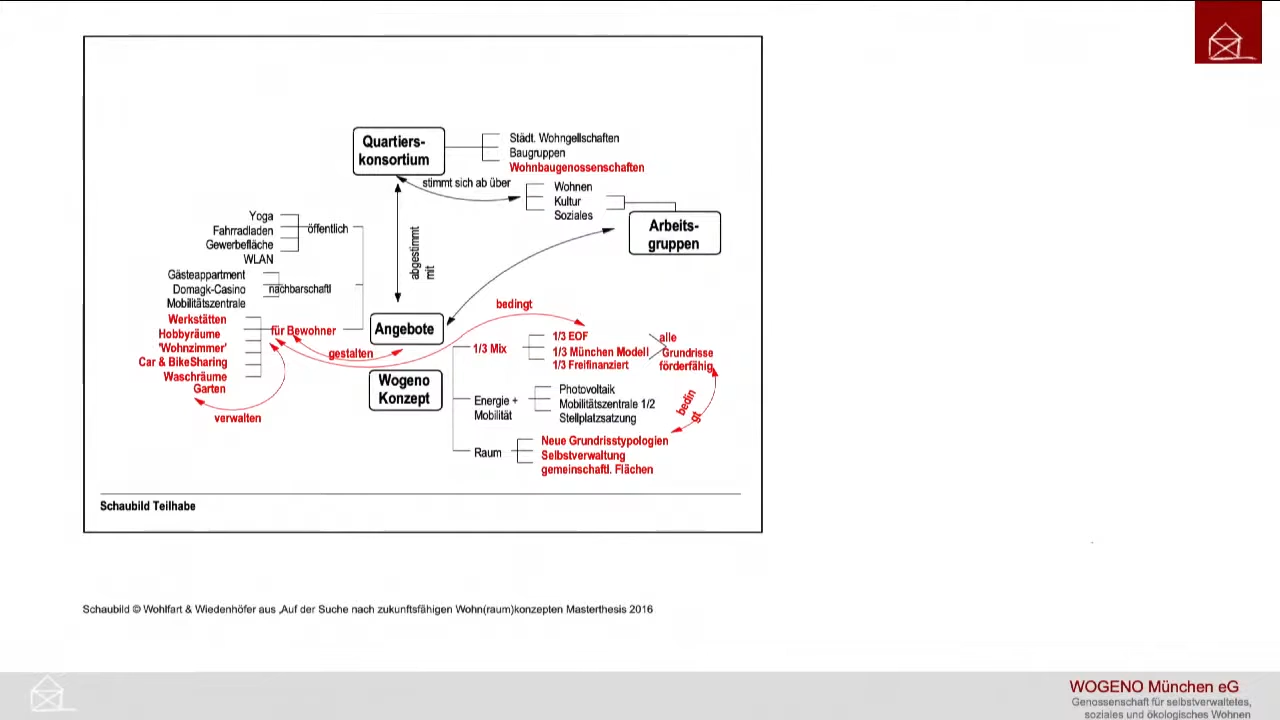 Quartiers-
konsortium
Städt. Wohngellschaften
Baugruppen
Wohnbaugenossenschaften
stimmt sich ab über
Wohnen
Kultur
Soziales
Arbeits-
gruppen
abgestimmt
mit
Yoga
Fahrradladen
Gewerbefläche
WLAN
öffentlich
Gästeappartment
Domagk-Casino
Mobilitätszentrale
nachbarschaftl
Werkstätten
Hobbyräume
'Wohnzimmer'
Car & BikeSharing
Waschräume
Garten
für Bewohner
gestalten
verwalten
Angebote
bedingt
Wogeno
Konzept
1/3 Mix
1/3 EOF
1/3 München Modell
1/3 Freifinanziert
alle
Grundrisse
förderfähig
Energie +
Mobilität
Photovoltaik
Mobilitätszentrale 1/2
Stellplatzsatzung
bedin
gt
Raum
Neue Grundrisstypologien
Selbstverwaltung
gemeinschaftl. Flächen
Schaubild Teilhabe
Schaubild © Wohlfart & Wiedenhöfer aus ‚Auf der Suche nach zukunftsfähigen Wohn(raum)konzepten Masterthesis 2016
WOGENO München eG
Genossenschaft für selbstverwaltetes,
soziales und ökologisches Wohnen